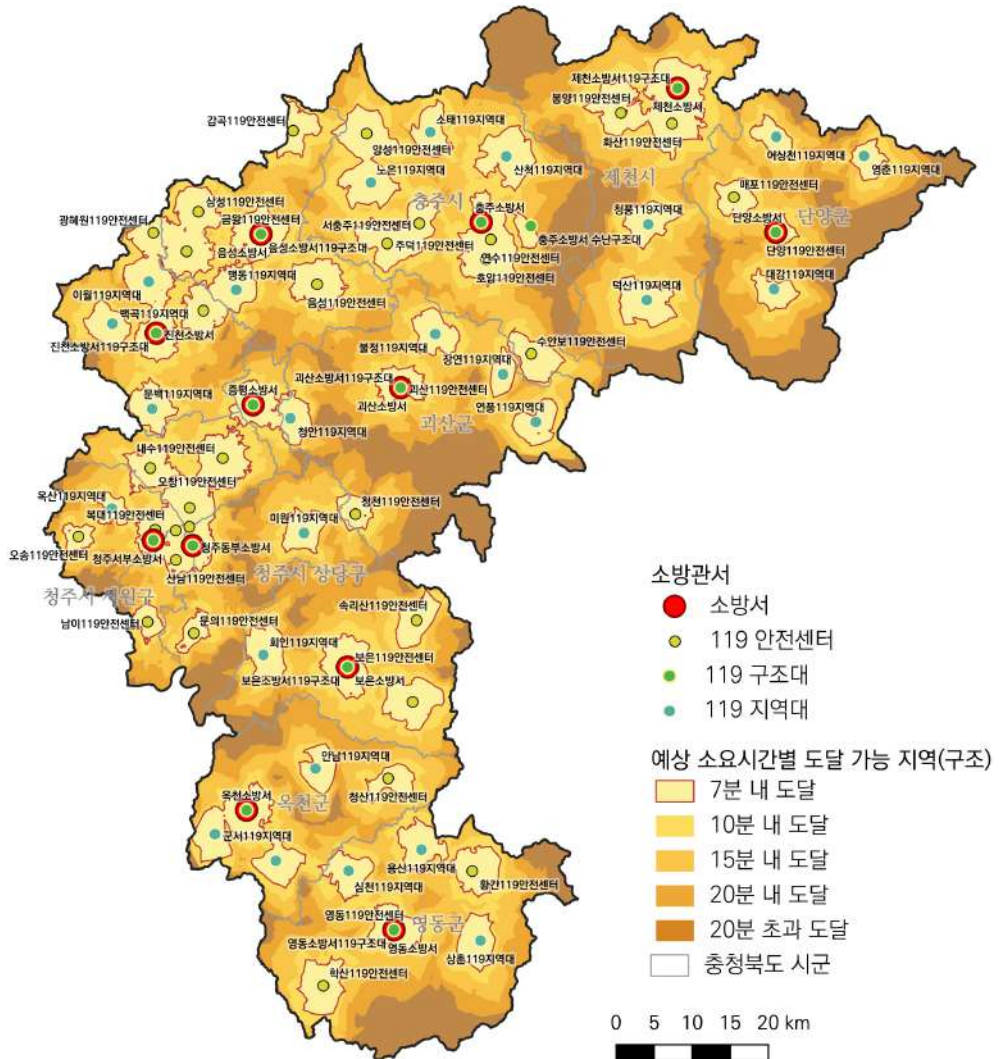 제천소방서119구조대
봉양119안전센터
제천소방서
감곡119안전센터
소태119지역대
앙성119안전센터
화산119안전센터
어상천119지역대
노은119지역대
산척119지역대
영춘119지역대
제천시
매포119안전센터
삼성119안전센터
충주시
청풍119지역대
광혜원119안전센터
금왕119안전센터
서충주119안전센터
충주소방서
단양소방서
단양군
음성소방서
음성소방서119구조대
주덕119안전센터
충주소방서 수난구조대
연수119안전센터
단양119안전센터
호암119안전센터
맹동119지역대
대강119지역대
이월119지역대
음성119안전센터
덕산119지역대
백곡119지역대
진천소방서
진천소방서119구조대
불정119지역대
수안보119안전센터
장연119지역대
괴산소방서119구조대
증평소방서
괴산119안전센터
문백119지역대
괴산소방서
연풍119지역대
괴산군
청안119지역대
내수119안전센터
오창119안전센터
옥산119지역대
청천119안전센터
복대119안전센터
미원119지역대
오송119안전센터
청주서부소방서
청주동부소방서
산남119안전센터
청주시 상당구
청주시 서원구
속리산119안전센터
남이119안전센터
문의119안전센터
회인119지역대
보은119안전센터
보은소방서119구조대
보은소방서
안남119지역대
옥천소방서
옥천군
청산119안전센터
군서119지역대
용산119지역대
심천119지역대
황간119안전센터
영동119안전센터
영동군
영동소방서119구조대
영동소방서
상촌119지역대
학산119안전센터
소방관서
소방서
119 안전센터
119 구조대
119 지역대
예상 소요시간별 도달 가능 지역(구조)
7분 내 도달
10분 내 도달
15분 내 도달
20분 내 도달
20분 초과 도달
충청북도 시군
0 5 10 15 20 km